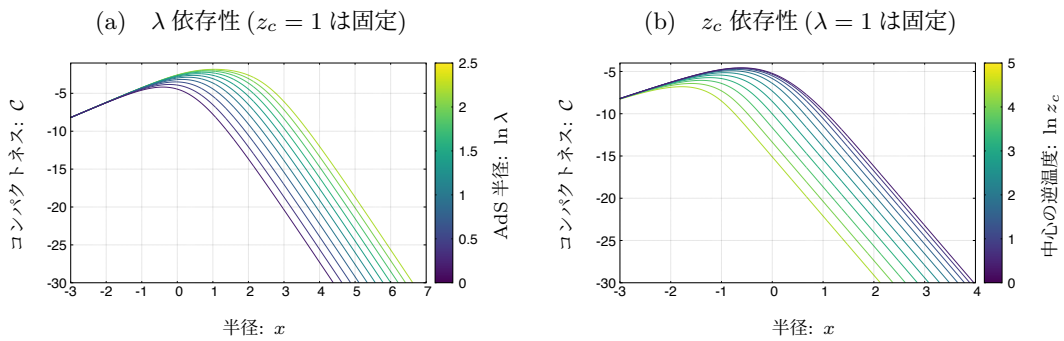 (a) λ 依存性 (z_c = 1 は固定)
-5
-10
-15
-20
-25
-30
-3 -2 -1 0 1 2 3 4 5 6 7
コンパクトネス: 𝒞
半径: x
2.5
2
1.5
1
0.5
0
AdS 半径: ln λ
(b) z_c 依存性 (λ = 1 は固定)
-5
-10
-15
-20
-25
-30
-3 -2 -1 0 1 2 3 4
コンパクトネス: 𝒞
半径: x
5
4
3
2
1
0
中心の逆温度: ln z_c